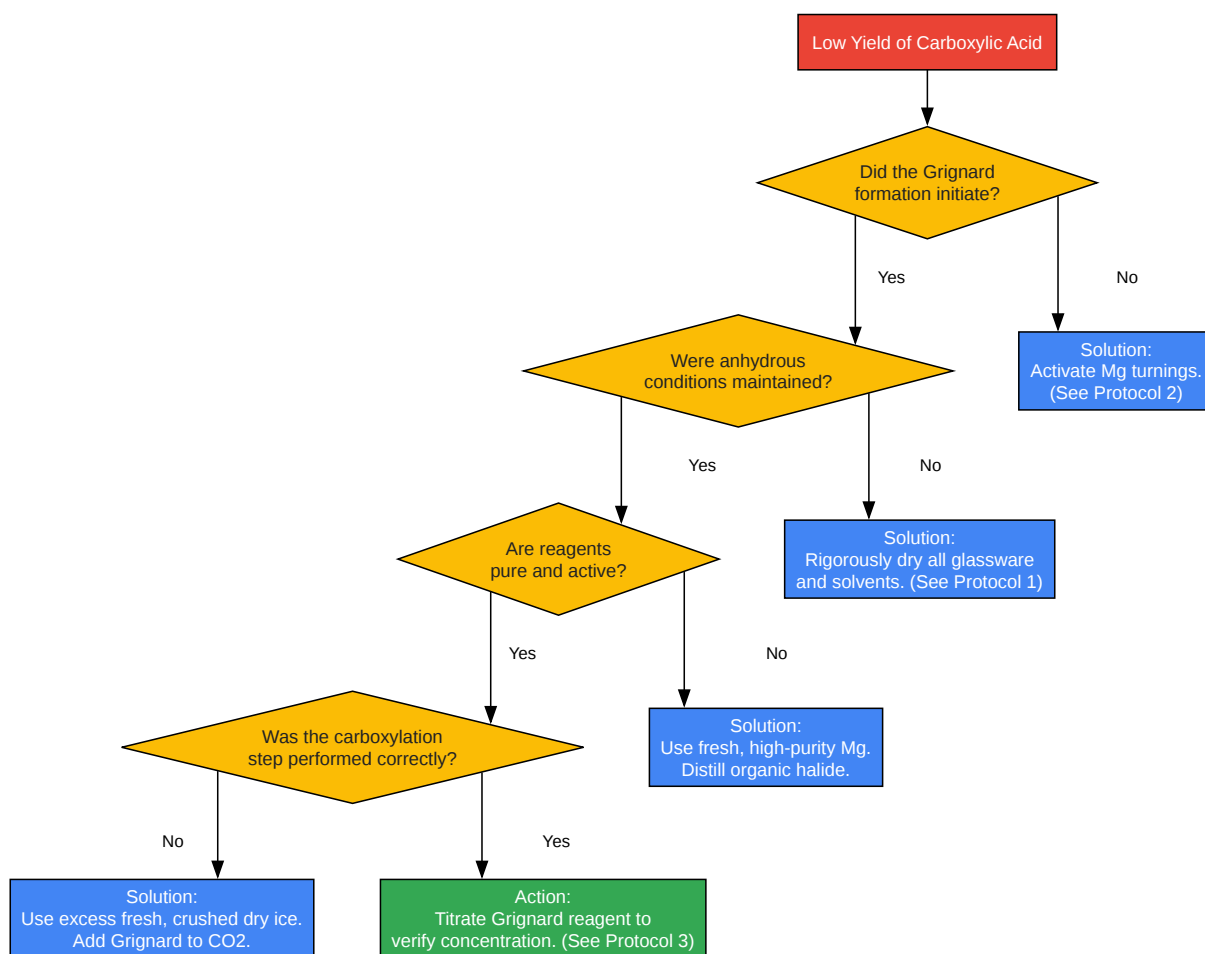 Low Yield of Carboxylic Acid
Did the Grignard
formation initiate?
Yes
No
Were anhydrous
conditions maintained?
Solution:
Activate Mg turnings.
(See Protocol 2)
Yes
No
Are reagents
pure and active?
Solution:
Rigorously dry all glassware
and solvents. (See Protocol 1)
Yes
No
Was the carboxylation
step performed correctly?
Solution:
Use fresh, high-purity Mg.
Distill organic halide.
No
Yes
Solution:
Use excess fresh, crushed dry ice.
Add Grignard to CO2.
Action:
Titrate Grignard reagent to
verify concentration. (See Protocol 3)